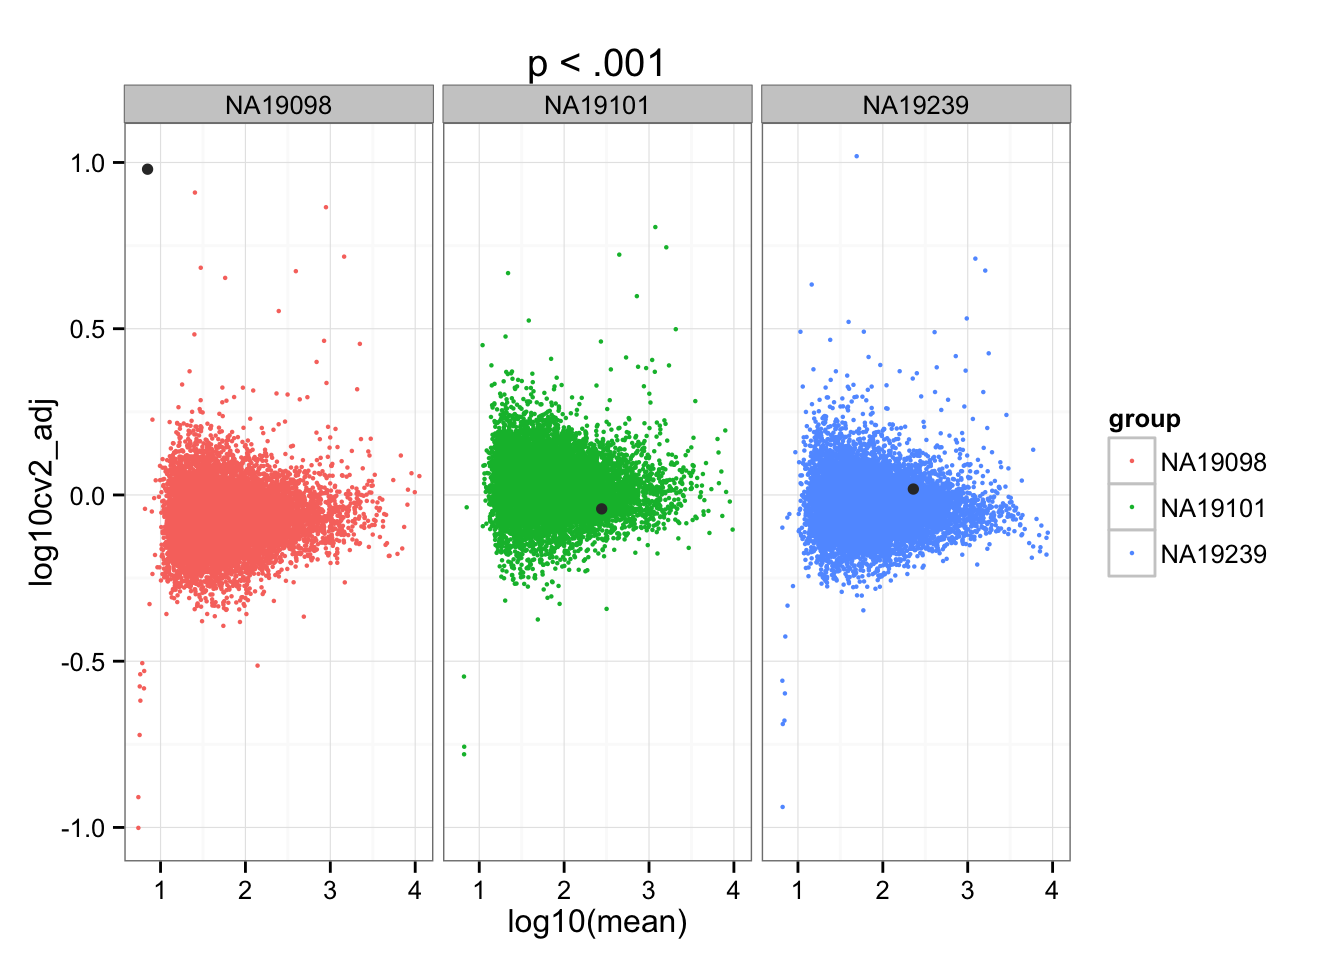 p < .001
NA19098 NA19101 NA19239
1.0
0.5
0.0
-0.5
-1.0
log10cv2_adj
1 2 3 4 1 2 3 4 1 2 3 4
log10(mean)
group
NA19098
NA19101
NA19239